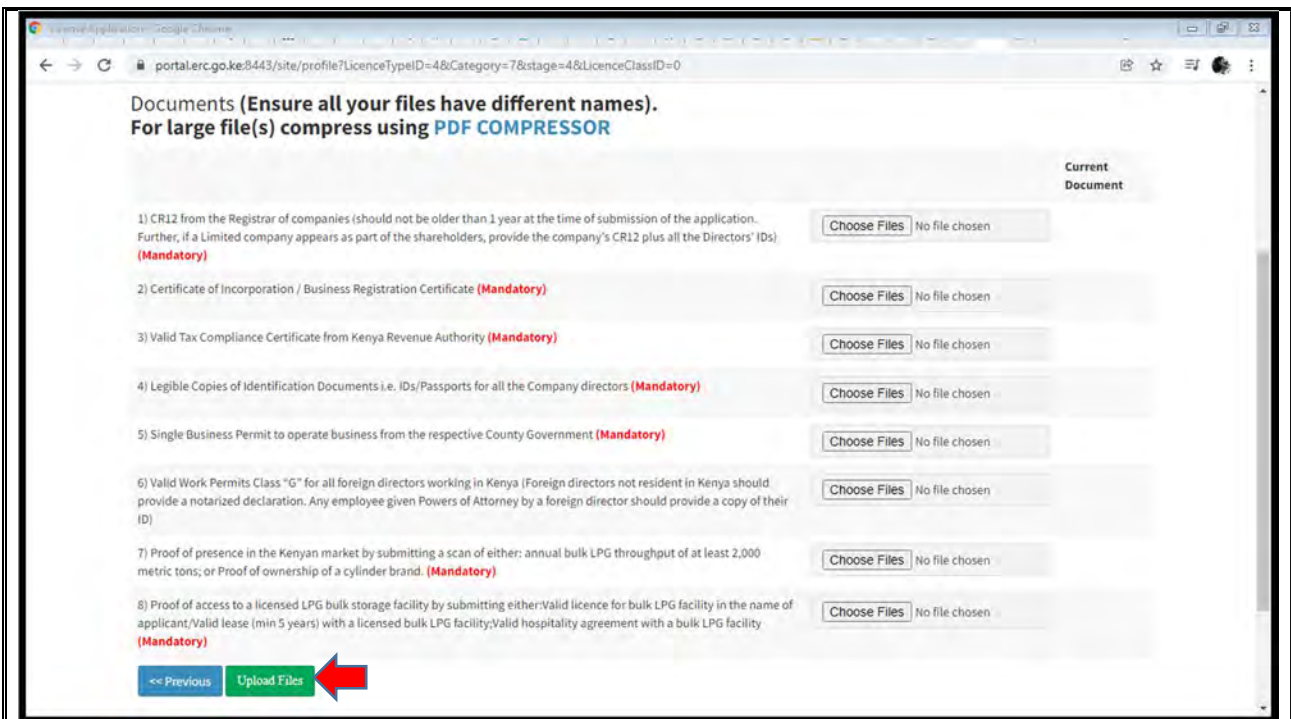 portal.erc.go.ke:8443/site/profile?LicenceTypeID=4&Category=7&stage=4&LicenceClassID=0
Documents (Ensure all your files have different names).
For large file(s) compress using PDF COMPRESSOR
Current
Document
1) CR12 from the Registrar of companies (should not be older than 1 year at the time of submission of the application.
Further, if a Limited company appears as part of the shareholders, provide the company's CR12 plus all the Directors' IDs)
(Mandatory)
Choose Files No file chosen
2) Certificate of Incorporation / Business Registration Certificate (Mandatory)
Choose Files No file chosen
3) Valid Tax Compliance Certificate from Kenya Revenue Authority (Mandatory)
Choose Files No file chosen
4) Legible Copies of Identification Documents i.e. IDs/Passports for all the Company directors (Mandatory)
Choose Files No file chosen
5) Single Business Permit to operate business from the respective County Government (Mandatory)
Choose Files No file chosen
6) Valid Work Permits Class "G" for all foreign directors working in Kenya (Foreign directors not resident in Kenya should
provide a notarized declaration. Any employee given Powers of Attorney by a foreign director should provide a copy of their
ID)
Choose Files No file chosen
7) Proof of presence in the Kenyan market by submitting a scan of either: annual bulk LPG throughput of at least 2,000
metric tons; or Proof of ownership of a cylinder brand. (Mandatory)
Choose Files No file chosen
8) Proof of access to a licensed LPG bulk storage facility by submitting either:Valid licence for bulk LPG facility in the name of
applicant/Valid lease (min 5 years) with a licensed bulk LPG facility;Valid hospitality agreement with a bulk LPG facility
(Mandatory)
Choose Files No file chosen
<< Previous
Upload Files